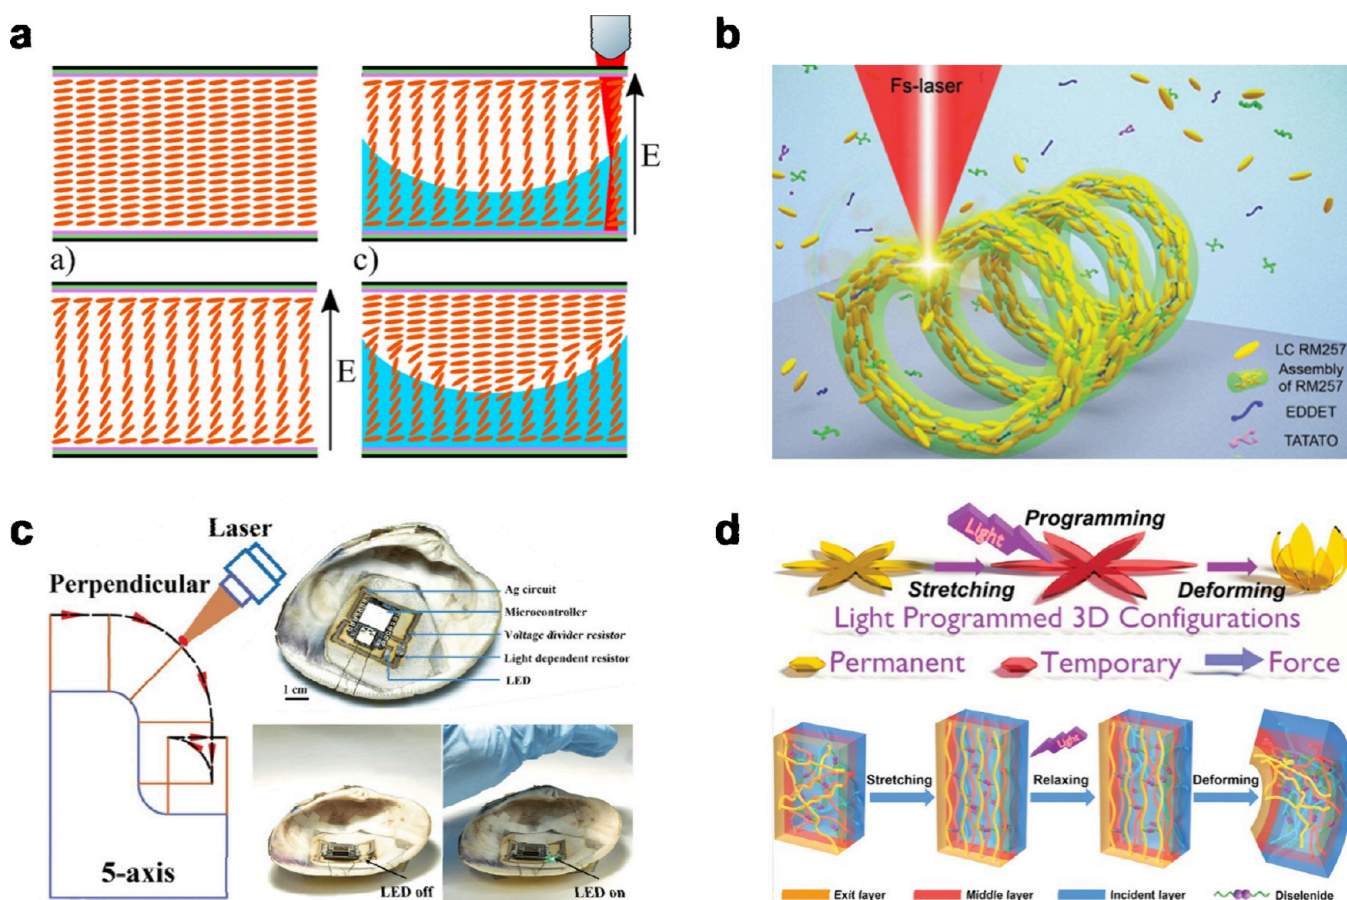 a
E
a)
c)
E
b
Fs-laser
LC RM257
Assembly
of RM257
EDDET
TATATO
c
Laser
Perpendicular
5-axis
Ag circuit
Microcontroller
Voltage divider resistor
Light dependent resistor
LED
1 cm
LED off
LED on
d
Programming
Light
Stretching
Deforming
Light Programmed 3D Configurations
Permanent
Temporary
Force
Stretching
Light
Relaxing
Deforming
Exit layer
Middle layer
Incident layer
Diselenide